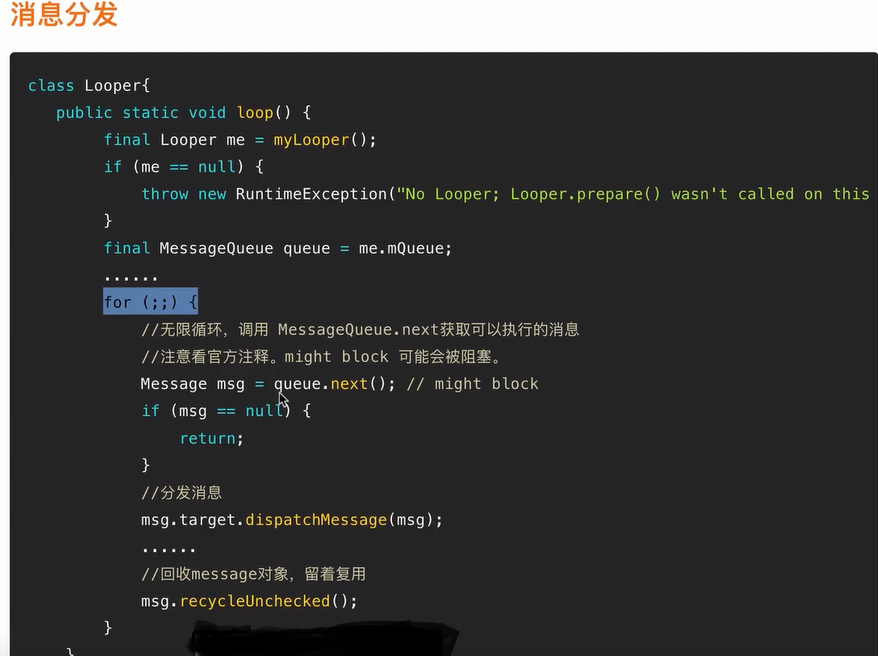 消息分发
class Looper{
public static void loop() {
final Looper me = myLooper();
if (me == null) {
throw new RuntimeException("No Looper; Looper.prepare() wasn't called on this
}
final MessageQueue queue = me.mQueue;
......
for (;;) {
//无限循环，调用 MessageQueue.next获取可以执行的消息
//注意看官方注释。might block 可能会被阻塞。
Message msg = queue.next(); // might block
if (msg == null) {
return;
}
//分发消息
msg.target.dispatchMessage(msg);
......
//回收message对象，留着复用
msg.recycleUnchecked();
}
}